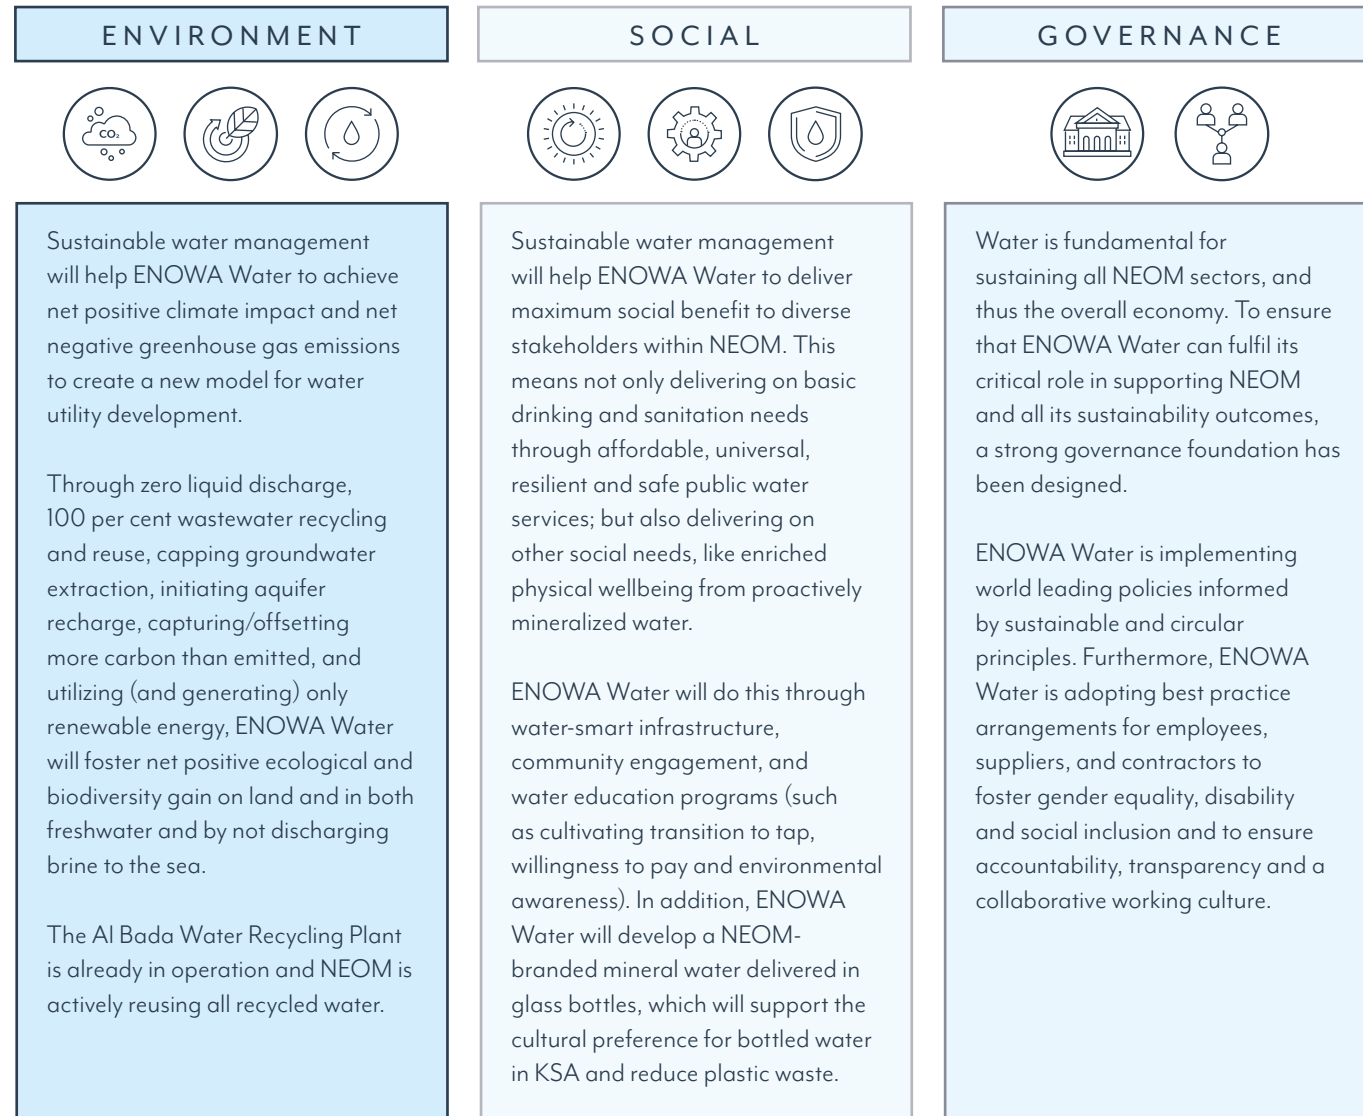 ENVIRONMENT
CO₂
Sustainable water management
will help ENOWA Water to achieve
net positive climate impact and net
negative greenhouse gas emissions
to create a new model for water
utility development.
Through zero liquid discharge,
100 per cent wastewater recycling
and reuse, capping groundwater
extraction, initiating aquifer
recharge, capturing/offsetting
more carbon than emitted, and
utilizing (and generating) only
renewable energy, ENOWA Water
will foster net positive ecological and
biodiversity gain on land and in both
freshwater and by not discharging
brine to the sea.
The Al Bada Water Recycling Plant
is already in operation and NEOM is
actively reusing all recycled water.
SOCIAL
Sustainable water management
will help ENOWA Water to deliver
maximum social benefit to diverse
stakeholders within NEOM. This
means not only delivering on basic
drinking and sanitation needs
through affordable, universal,
resilient and safe public water
services; but also delivering on
other social needs, like enriched
physical wellbeing from proactively
mineralized water.
ENOWA Water will do this through
water-smart infrastructure,
community engagement, and
water education programs (such
as cultivating transition to tap,
willingness to pay and environmental
awareness). In addition, ENOWA
Water will develop a NEOM-
branded mineral water delivered in
glass bottles, which will support the
cultural preference for bottled water
in KSA and reduce plastic waste.
GOVERNANCE
Water is fundamental for
sustaining all NEOM sectors, and
thus the overall economy. To ensure
that ENOWA Water can fulfil its
critical role in supporting NEOM
and all its sustainability outcomes,
a strong governance foundation has
been designed.
ENOWA Water is implementing
world leading policies informed
by sustainable and circular
principles. Furthermore, ENOWA
Water is adopting best practice
arrangements for employees,
suppliers, and contractors to
foster gender equality, disability
and social inclusion and to ensure
accountability, transparency and a
collaborative working culture.